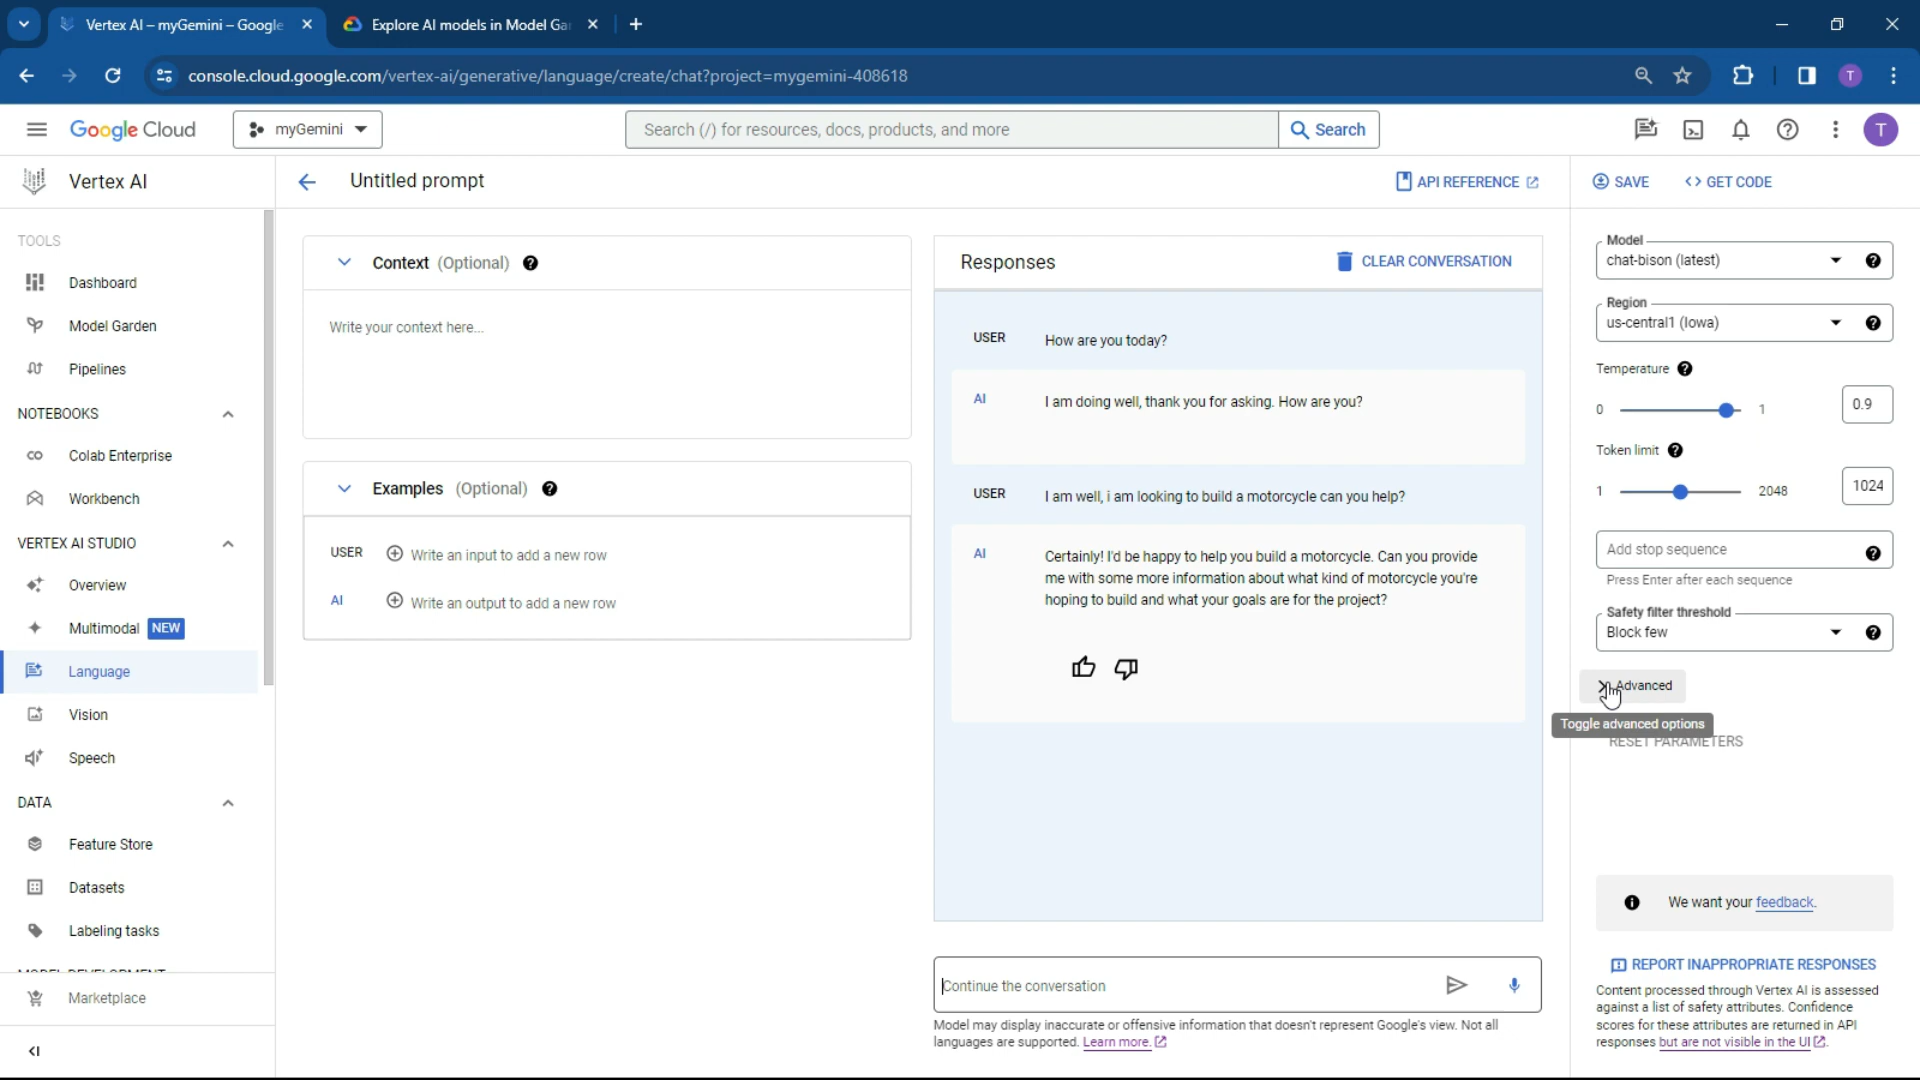 Vertex AI – myGemini – Google
Explore AI models in Model Ga
console.cloud.google.com/vertex-ai/generative/language/create/chat?project=mygemini-408618
T
Google Cloud
myGemini
Search (/) for resources, docs, products, and more
Search
T
Vertex AI
Untitled prompt
API REFERENCE
SAVE
<> GET CODE
TOOLS
Dashboard
Model Garden
Pipelines
NOTEBOOKS
Colab Enterprise
Workbench
VERTEX AI STUDIO
Overview
Multimodal NEW
Language
Vision
Speech
DATA
Feature Store
Datasets
Labeling tasks
MODEL DEVELOPMENT
Marketplace
Context (Optional)
Write your context here...
Examples (Optional)
USER Write an input to add a new row
AI Write an output to add a new row
Responses
CLEAR CONVERSATION
USER How are you today?
AI I am doing well, thank you for asking. How are you?
USER I am well, i am looking to build a motorcycle can you help?
AI Certainly! I'd be happy to help you build a motorcycle. Can you provide
me with some more information about what kind of motorcycle you're
hoping to build and what your goals are for the project?
Continue the conversation
Model may display inaccurate or offensive information that doesn't represent Google's view. Not all
languages are supported. Learn more.
Model
chat-bison (latest)
Region
us-central1 (Iowa)
Temperature
0 1 0.9
Token limit
1 2048 1024
Add stop sequence
Press Enter after each sequence
Safety filter threshold
Block few
Advanced
Toggle advanced options
RESET PARAMETERS
We want your feedback.
REPORT INAPPROPRIATE RESPONSES
Content processed through Vertex AI is assessed
against a list of safety attributes. Confidence
scores for these attributes are returned in API
responses but are not visible in the UI.